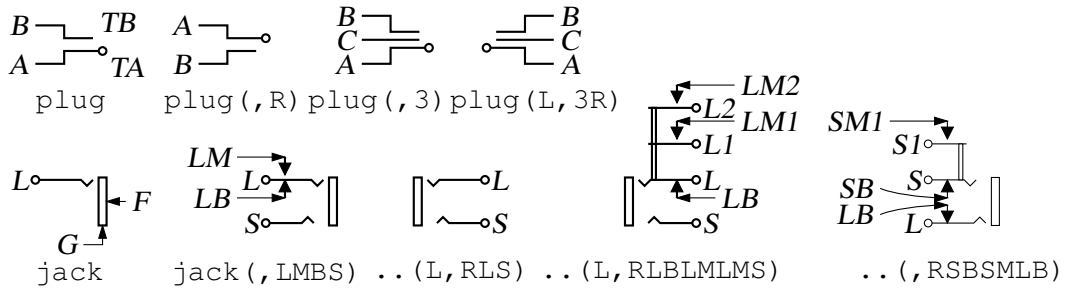 B TB A B B LM2
C C
A TA B A A L2
plug plug(,R) plug(,3) plug(L,3R) LM1 SM1
L1 S1
LM
L L L L S
F LB LB SB
LB
G S S S L
jack jack(,LMBS) ..(L,RLS) ..(L,RLBLMLMS) ..(,RSBSMLB)